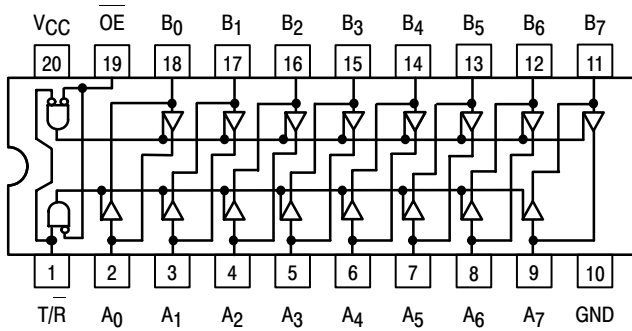 VCC OE B0 B1 B2 B3 B4 B5 B6 B7
20 19 18 17 16 15 14 13 12 11
1 2 3 4 5 6 7 8 9 10
T/R A0 A1 A2 A3 A4 A5 A6 A7 GND